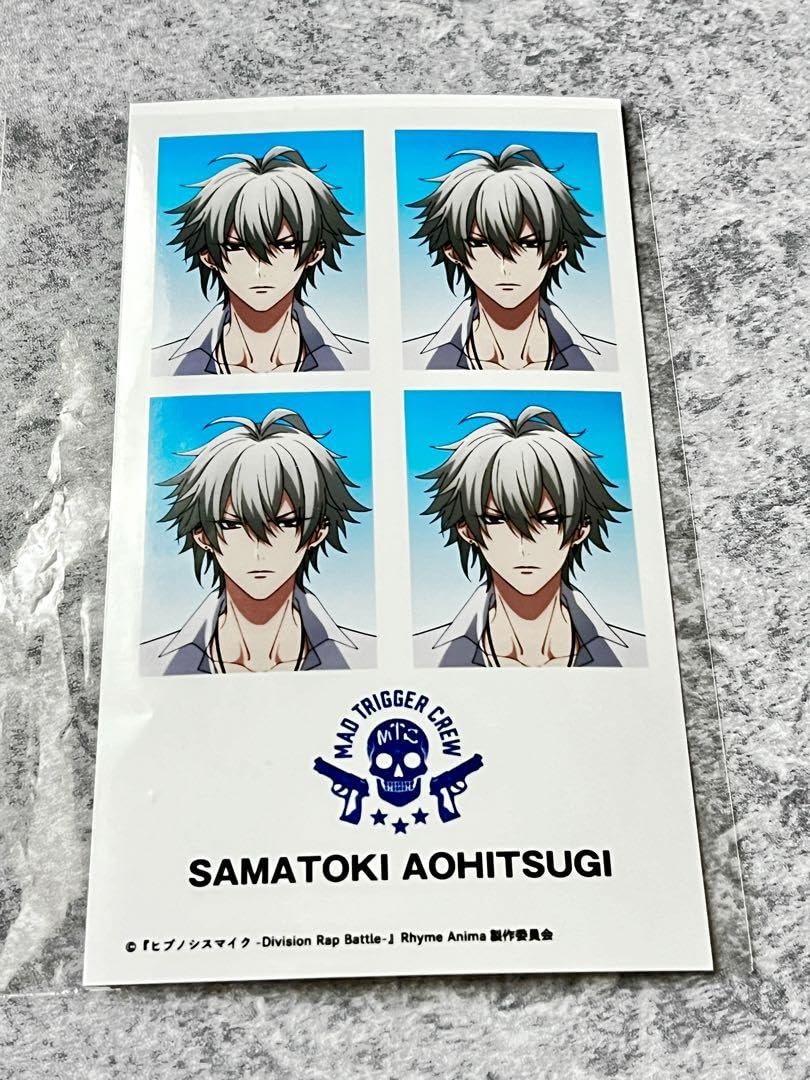 MAD TRIGGER CREW
MTC
SAMATOKI AOHITSUGI
©『ヒプノシスマイク -Division Rap Battle-』Rhyme Anima 製作委員会